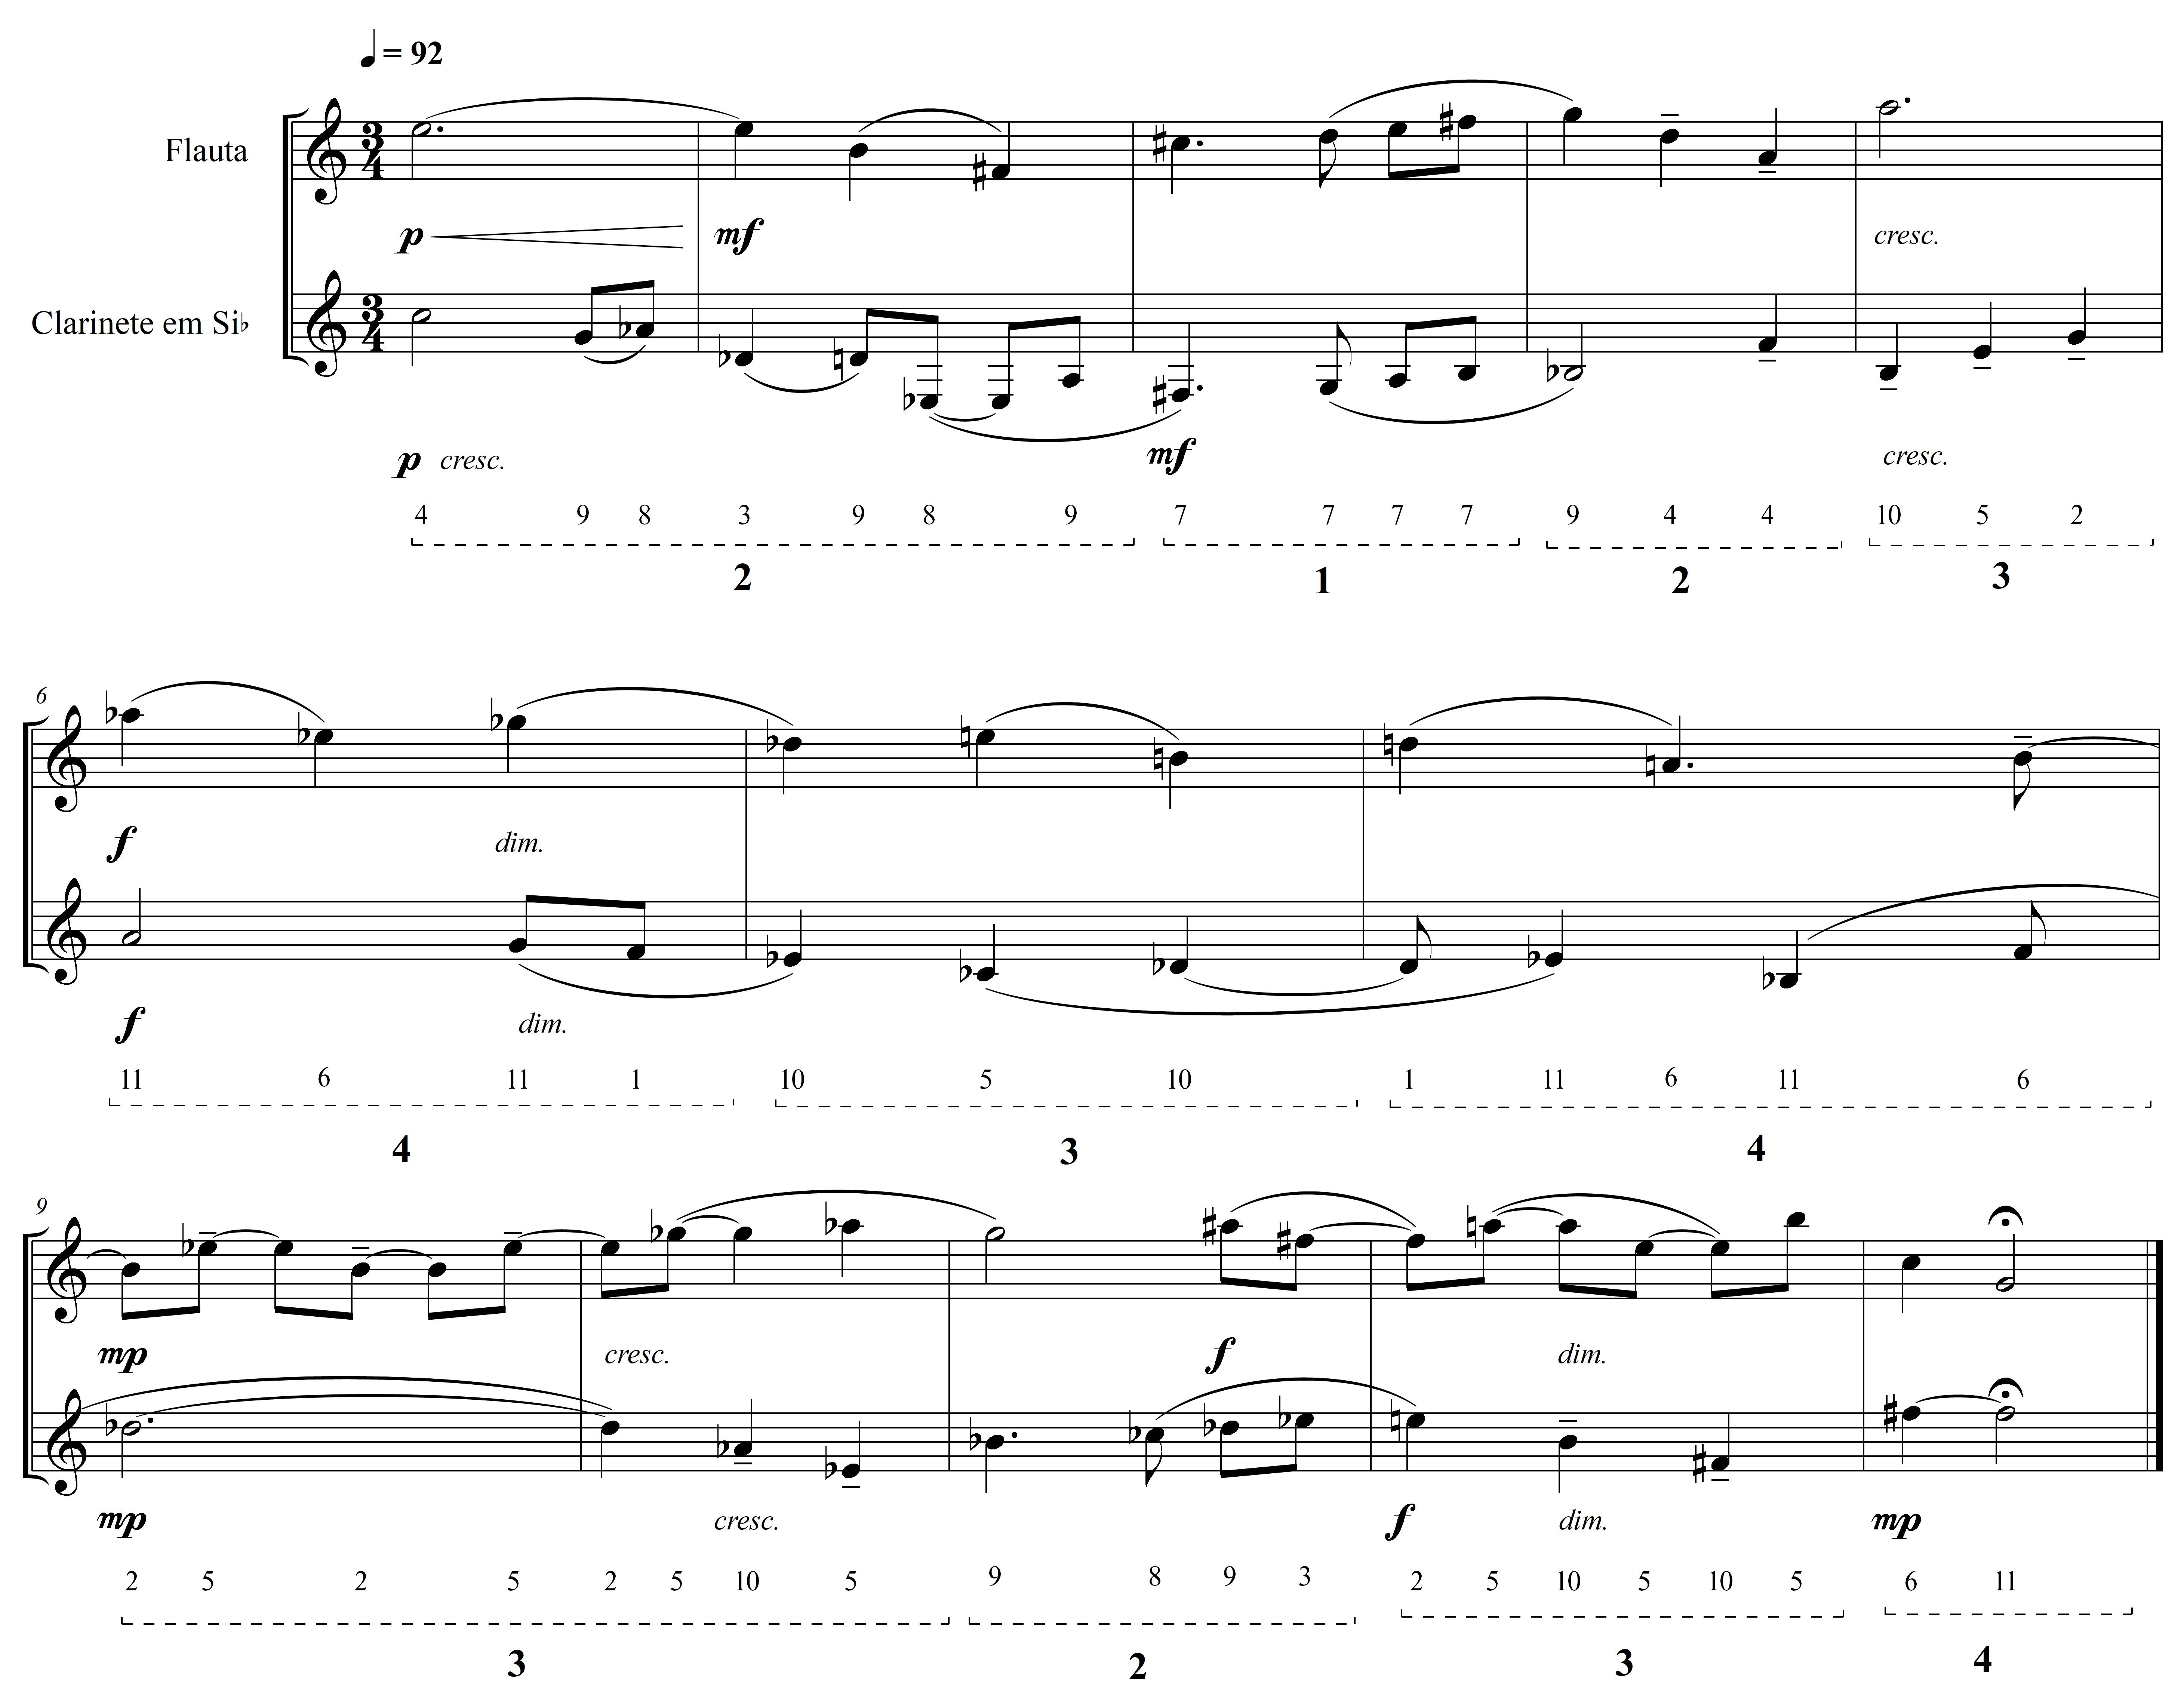 = 92
Flauta
3
4
p mf cresc.
Clarinete em Si♭
3
4
p cresc. mf cresc.
4 9 8 3 9 8 9 7 7 7 7 9 4 4 10 5 2
2 1 2 3
6
f dim.
f dim.
11 6 11 1 10 5 10 1 11 6 11 6
4 3 4
9
mp cresc. f dim.
mp cresc. f dim. mp
2 5 2 5 2 5 10 5 9 8 9 3 2 5 10 5 10 5 6 11
3 2 3 4